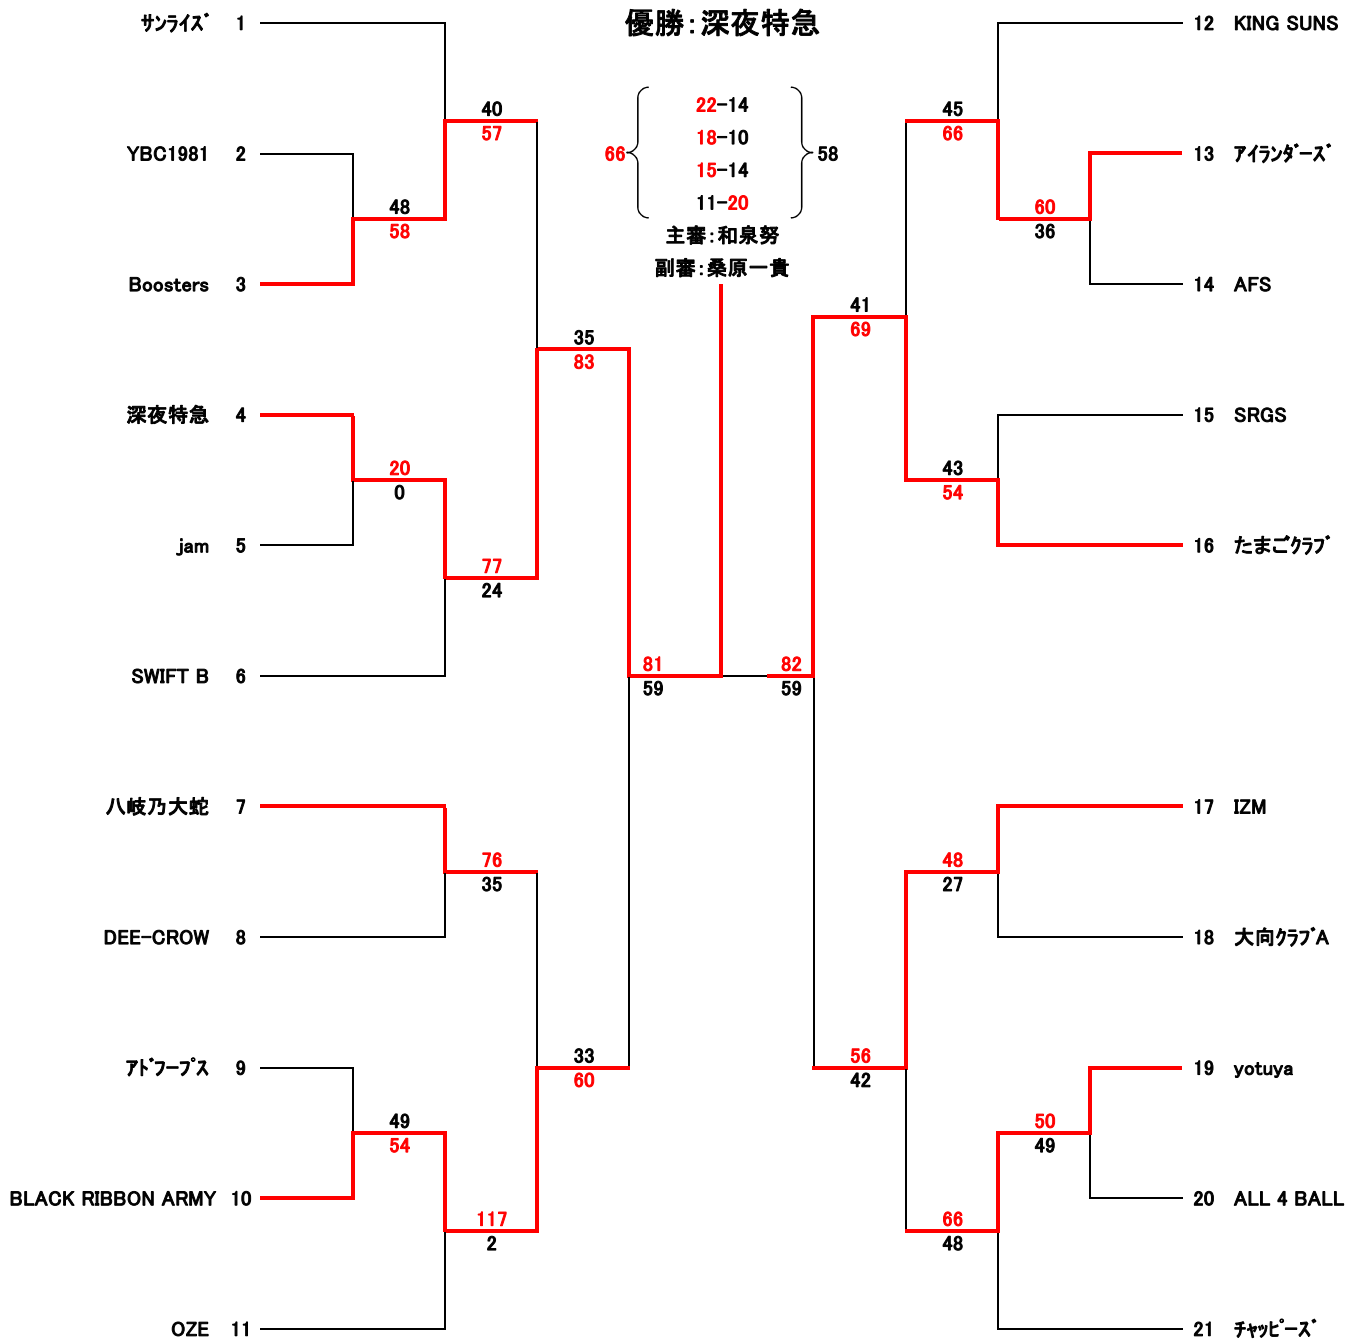 優勝:深夜特急
22-14
18-10
66 15-14 58
11-20
主審:和泉努
副審:桑原一貴
ｻﾝﾗｲｽﾞ 1
40
57
YBC1981 2
48
58
Boosters 3
35
83
深夜特急 4
20
0
jam 5
77
24
SWIFT B 6
81
59
八岐乃大蛇 7
76
35
DEE-CROW 8
33
60
ｱﾄﾞﾌｰﾌﾟｽ 9
49
54
BLACK RIBBON ARMY 10
117
2
OZE 11
12 KING SUNS
45
66
13 ｱｲﾗﾝﾀﾞｰｽﾞ
60
36
14 AFS
41
69
15 SRGS
43
54
16 たまごｸﾗﾌﾞ
82
59
17 IZM
48
27
18 大向ｸﾗﾌﾞA
56
42
19 yotuya
50
49
20 ALL 4 BALL
66
48
21 ﾁｬｯﾋﾟｰｽﾞ